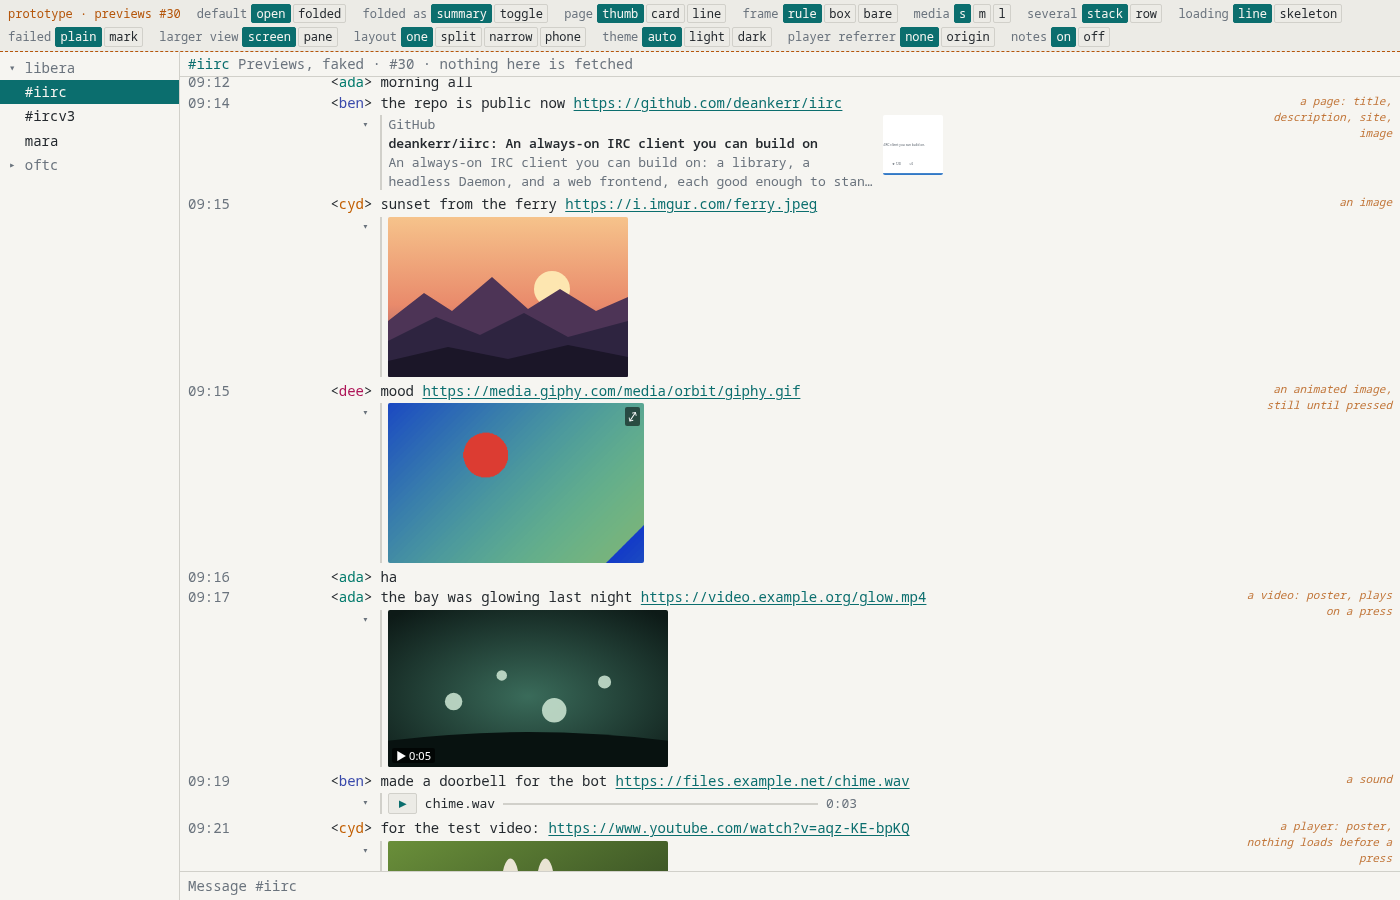 prototype · previews #30 default open folded folded as summary toggle page thumb card line frame rule box bare media s m l several stack row loading line skeleton
failed plain mark larger view screen pane layout one split narrow phone theme auto light dark player referrer none origin notes on off
▾ libera
#iirc
#ircv3
mara
▸ oftc
#iirc Previews, faked · #30 · nothing here is fetched
09:12 <ada> morning all
09:14 <ben> the repo is public now https://github.com/deankerr/iirc
a page: title,
description, site,
image
GitHub
deankerr/iirc: An always-on IRC client you can build on
An always-on IRC client you can build on: a library, a
headless Daemon, and a web frontend, each good enough to stan…
09:15 <cyd> sunset from the ferry https://i.imgur.com/ferry.jpeg
an image
09:15 <dee> mood https://media.giphy.com/media/orbit/giphy.gif
an animated image,
still until pressed
09:16 <ada> ha
09:17 <ada> the bay was glowing last night https://video.example.org/glow.mp4
a video: poster, plays
on a press
0:05
09:19 <ben> made a doorbell for the bot https://files.example.net/chime.wav
a sound
chime.wav 0:03
09:21 <cyd> for the test video: https://www.youtube.com/watch?v=aqz-KE-bpKQ
a player: poster,
nothing loads before a
press
Message #iirc